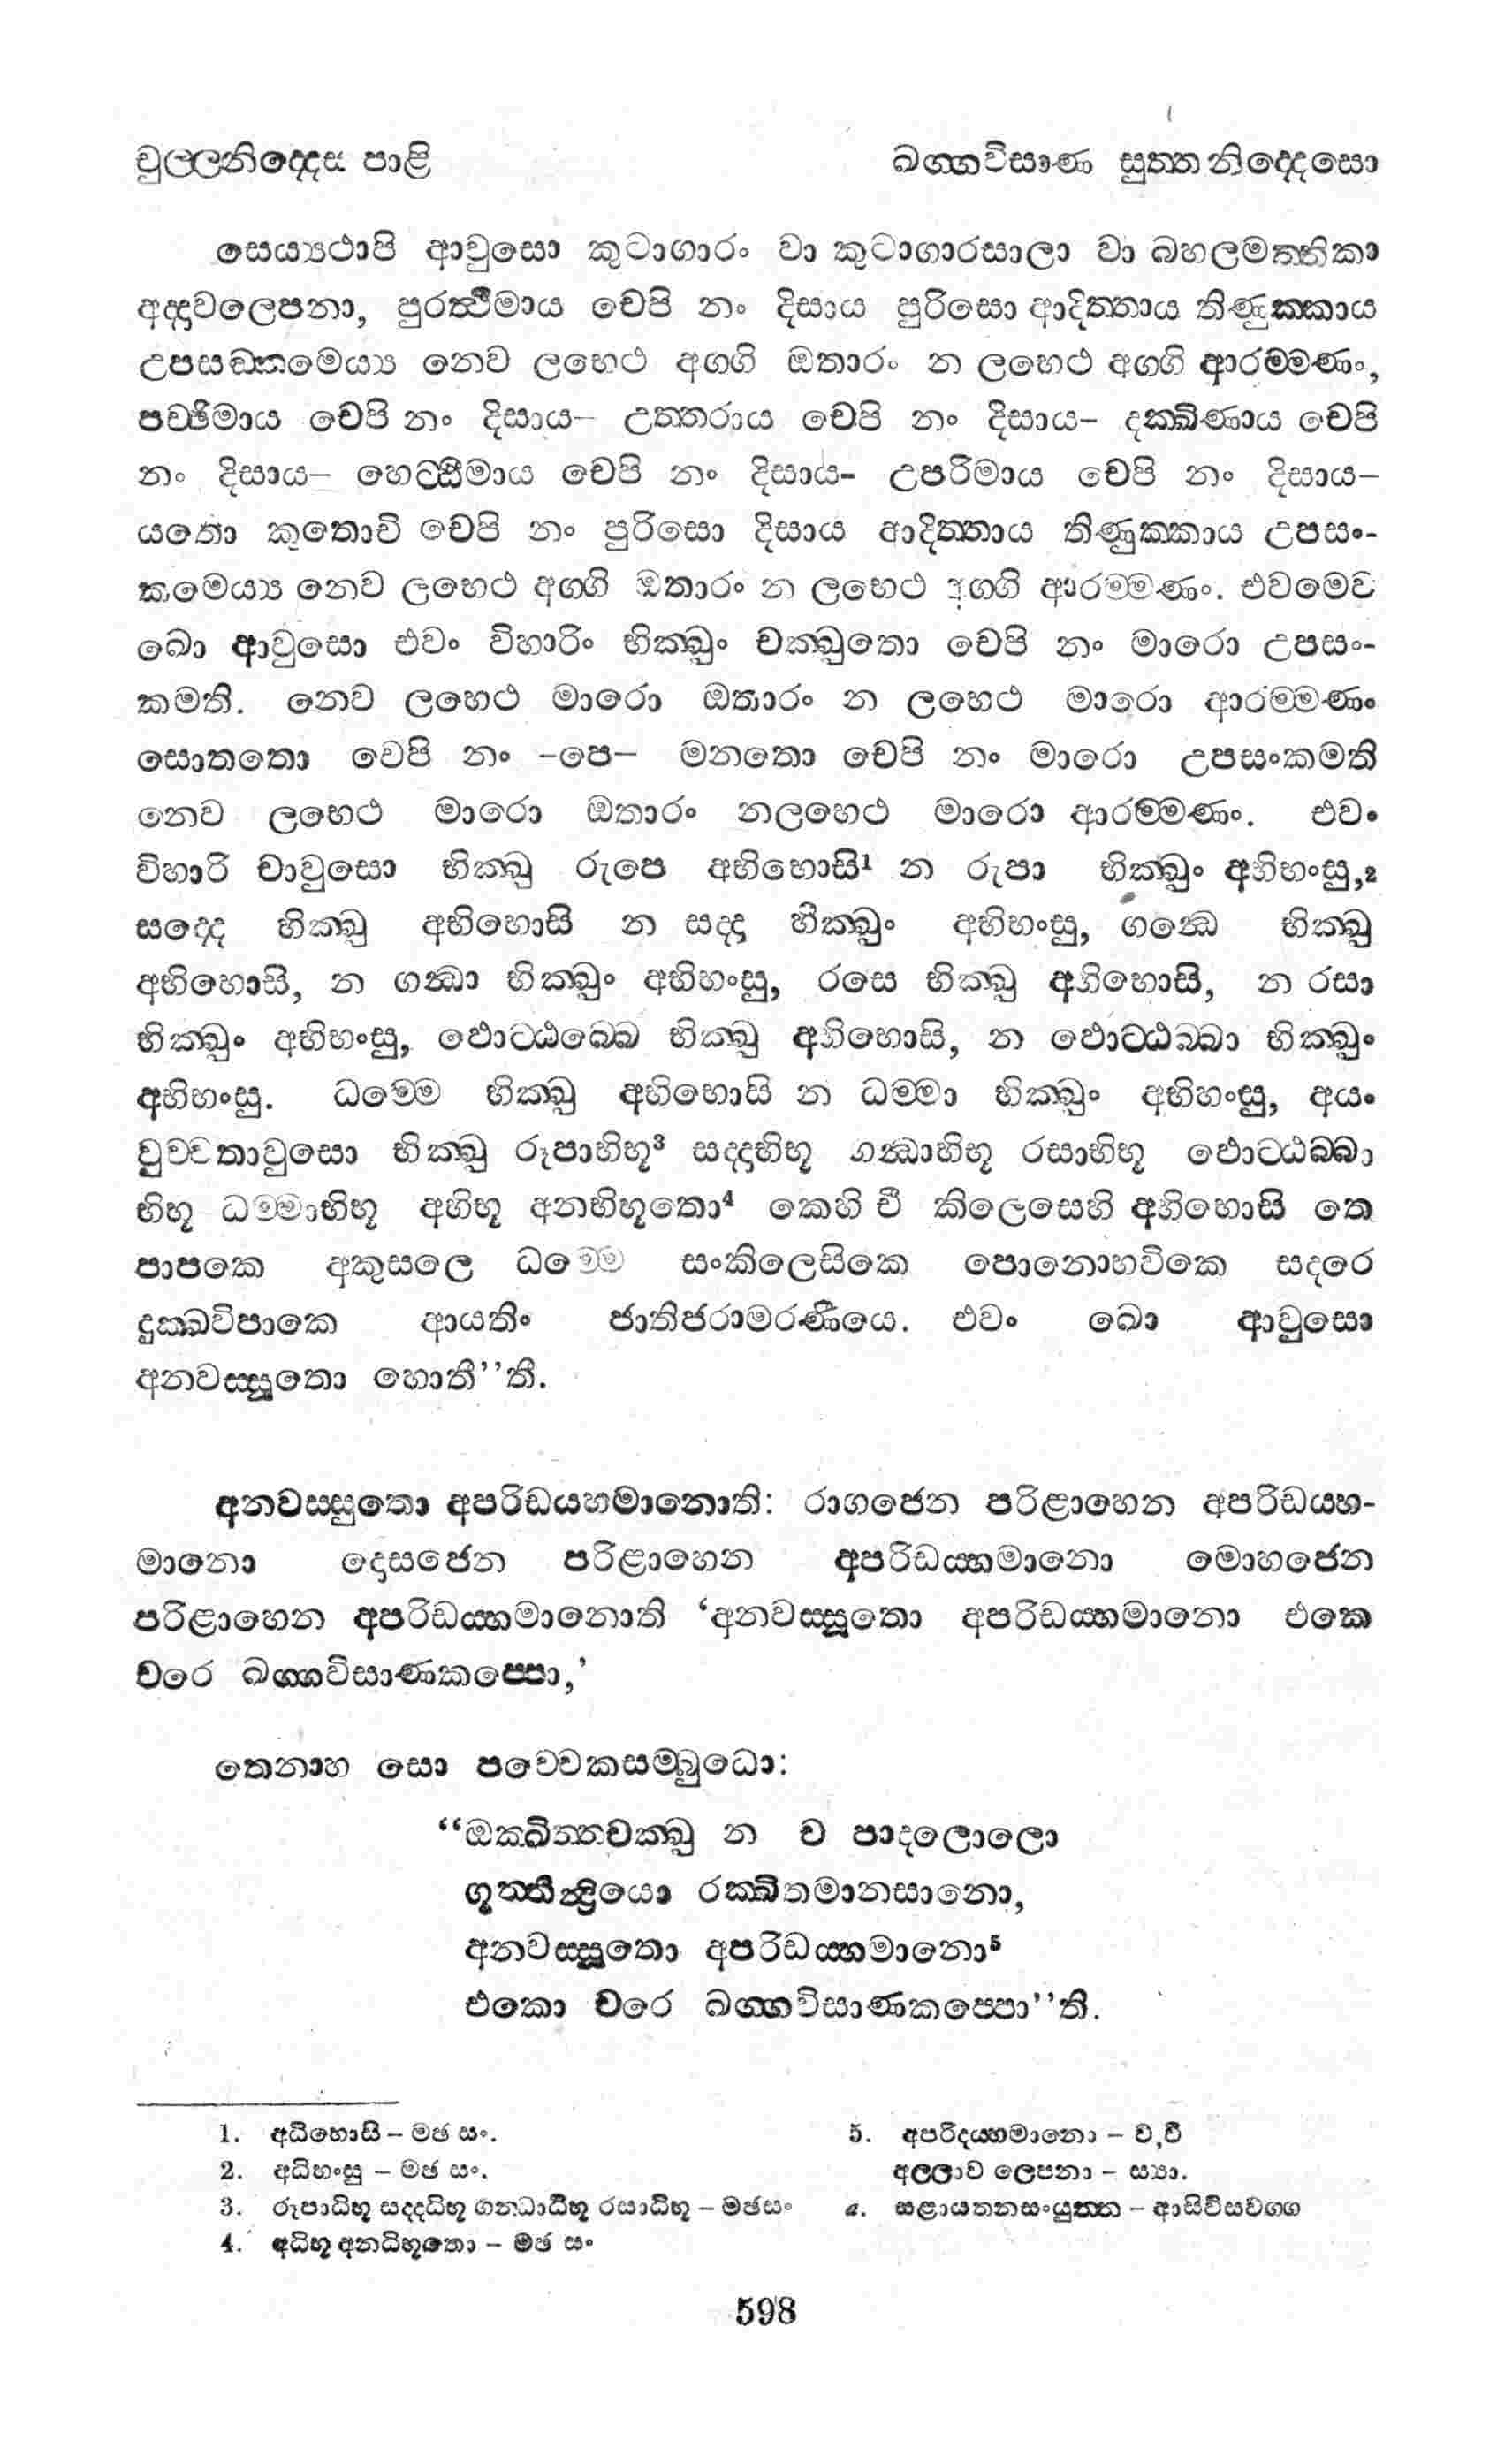 චුල්ලනිද්දෙස පාළි
ඛග්ගවිසාණ සුත්තනිද්දෙසො
සෙය්‍යථාපි ආවුසො කුටාගාරං වා කුටාගාරසාලා වා බහලමත්තිකා
අද්දාවලෙපනා, පුරත්ථිමාය චෙපි නං දිසාය පුරිසො ආදිත්තාය තිණුක්කාය
උපසඞ්කමෙය්‍ය නෙව ලභෙථ අග්ගි ඔතාරං න ලභෙථ අග්ගි ආරම්මණං,
පච්ඡිමාය චෙපි නං දිසාය– උත්තරාය චෙපි නං දිසාය– දක්ඛිණාය චෙපි
නං දිසාය– හෙට්ඨිමාය චෙපි නං දිසාය– උපරිමාය චෙපි නං දිසාය–
යතො කුතොචි චෙපි නං පුරිසො දිසාය ආදිත්තාය තිණුක්කාය උපසං-
කමෙය්‍ය නෙව ලභෙථ අග්ගි ඔතාරං න ලභෙථ අග්ගි ආරම්මණං. එවමෙව
ඛො ආවුසො එවං විහාරිං භික්ඛුං චක්ඛුතො චෙපි නං මාරො උපසං-
කමති. නෙව ලභෙථ මාරො ඔතාරං න ලභෙථ මාරො ආරම්මණං
සොතතො චෙපි නං –පෙ– මනතො චෙපි නං මාරො උපසංකමති
නෙව ලභෙථ මාරො ඔතාරං නලභෙථ මාරො ආරම්මණං. එවං
විහාරි චාවුසො භික්ඛු රුපෙ අභිභොසි¹ න රුපා භික්ඛුං අභිභංසු,²
සද්දෙ භික්ඛු අභිභොසි න සද්දා භික්ඛුං අභිභංසු, ගන්ධෙ භික්ඛු
අභිභොසි, න ගන්ධා භික්ඛුං අභිභංසු, රසෙ භික්ඛු අභිභොසි, න රසා
භික්ඛුං අභිභංසු, ඵොට්ඨබ්බෙ භික්ඛු අභිභොසි, න ඵොට්ඨබ්බා භික්ඛුං
අභිභංසු. ධම්මෙ භික්ඛු අභිභොසි න ධම්මා භික්ඛුං අභිභංසු, අයං
වුච්චතාවුසො භික්ඛු රූපාභිභූ³ සද්දාභිභූ ගන්ධාභිභූ රසාභිභූ ඵොට්ඨබ්බා
භිභූ ධම්මාභිභූ අභිභූ අනභිභූතො⁴ කෙහි චි කිලෙසෙහි අභිභොසි තෙ
පාපකෙ අකුසලෙ ධම්මෙ සංකිලෙසිකෙ පොනොභවිකෙ සදරෙ
දුක්ඛවිපාකෙ ආයතිං ජාතිජරාමරණීයෙ. එවං ඛො ආවුසො
අනවස්සුතො හොතී’’තී.
අනවස්සුතො අපරිඩය්හමානොති: රාගජෙන පරිළාහෙන අපරිඩය්හ-
මානො දොසජෙන පරිළාහෙන අපරිඩය්හමානො මොහජෙන
පරිළාහෙන අපරිඩය්හමානොති ‘අනවස්සූතො අපරිඩය්හමානො එකෙ
චරෙ ඛග්ගවිසාණකප්පො,’
තෙනාහ සො පච්චෙකසම්බුද්ධො:
“ඔක්ඛිත්තචක්ඛු න ච පාදලොලො
ගූත්තින්ද්‍රියො රක්ඛිතමානසානො,
අනවස්සූතො අපරිඩය්හමානො⁵
එකො චරෙ ඛග්ගවිසාණකප්පො’’ති.
1. අධිභොසි – මඡ සං.
2. අධිභංසු – මඡ සං.
3. රූපාධිභූ සද්දධිභූ ගන්ධාධිභූ රසාධිභූ – මඡසං
4. අධිභූ අනධිභූතො – මඡ සං
5. අපරිදය්හමානො – ව,වි
අල්ලාව ලෙපනා – ස්‍යා.
a. සළායතනසංයුත්ත – ආසිවිසවග්ග
598